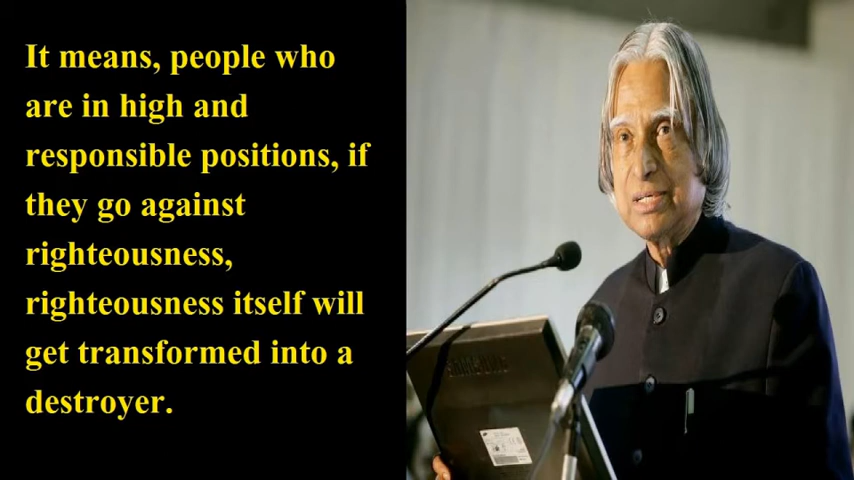 It means, people who
are in high and
responsible positions, if
they go against
righteousness,
righteousness itself will
get transformed into a
destroyer.
SAMSUNG